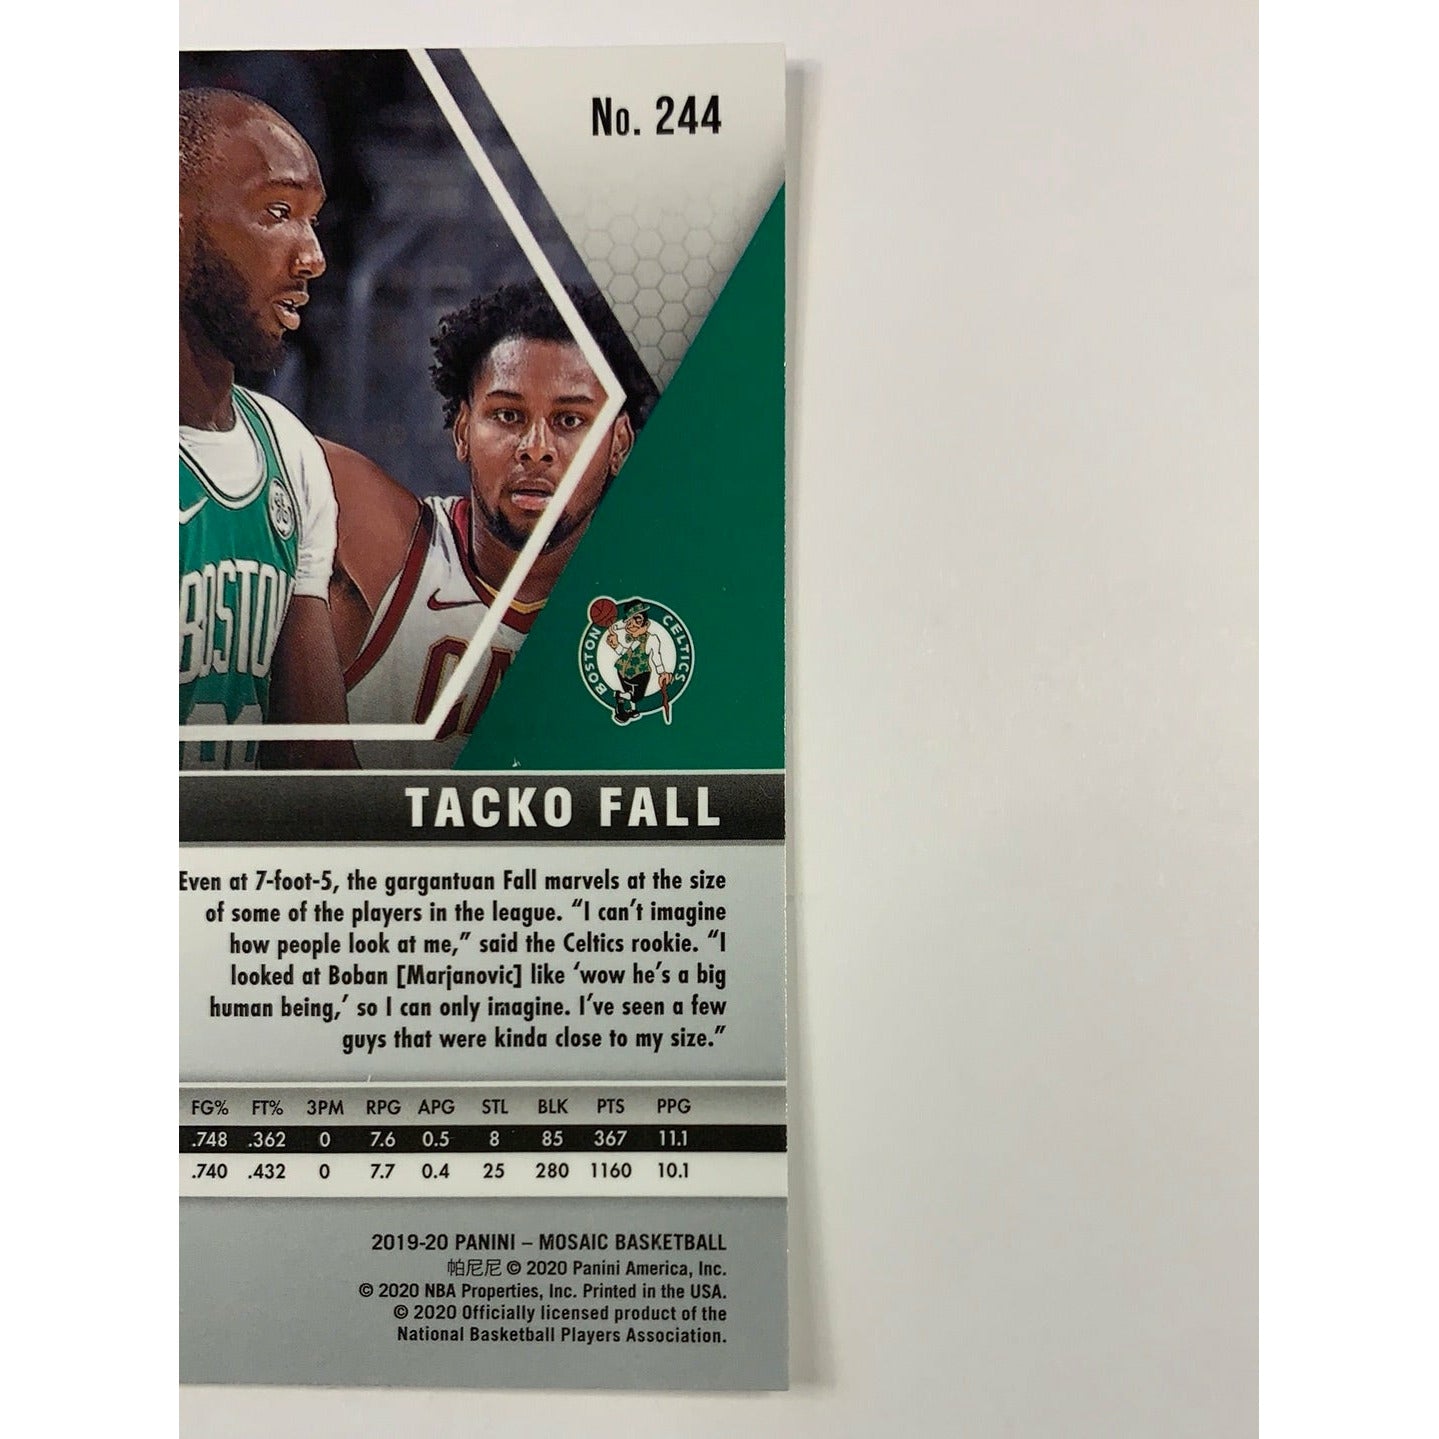 No. 244
BOSTON
CELTICS
BOSTON
CA
TACKO FALL
Even at 7-foot-5, the gargantuan Fall marvels at the size
of some of the players in the league. “I can’t imagine
how people look at me,” said the Celtics rookie. “I
looked at Boban [Marjanovic] like ‘wow he’s a big
human being,’ so I can only imagine. I’ve seen a few
guys that were kinda close to my size.”
FG% FT% 3PM RPG APG STL BLK PTS PPG
.748 .362 0 7.6 0.5 8 85 367 11.1
.740 .432 0 7.7 0.4 25 280 1160 10.1
2019-20 PANINI – MOSAIC BASKETBALL
帕尼尼 © 2020 Panini America, Inc.
© 2020 NBA Properties, Inc. Printed in the USA.
© 2020 Officially licensed product of the
National Basketball Players Association.